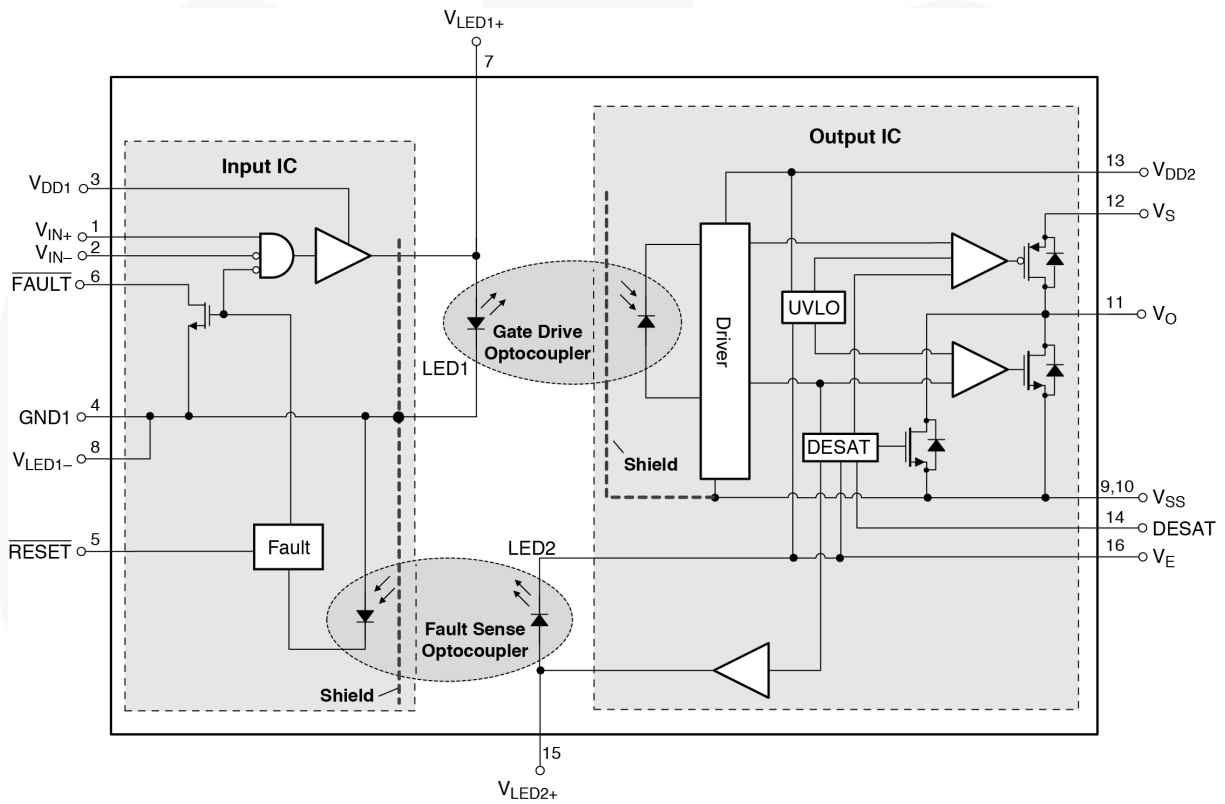 VLED1+
7
Input IC
Output IC
VDD1 3
VIN+ 1
VIN– 2
FAULT 6
GND1 4
VLED1– 8
RESET 5
Fault
LED1
Gate Drive
Optocoupler
Shield
Driver
UVLO
DESAT
13 VDD2
12 VS
11 VO
9,10 VSS
14 DESAT
16 VE
LED2
Fault Sense
Optocoupler
Shield
15
VLED2+